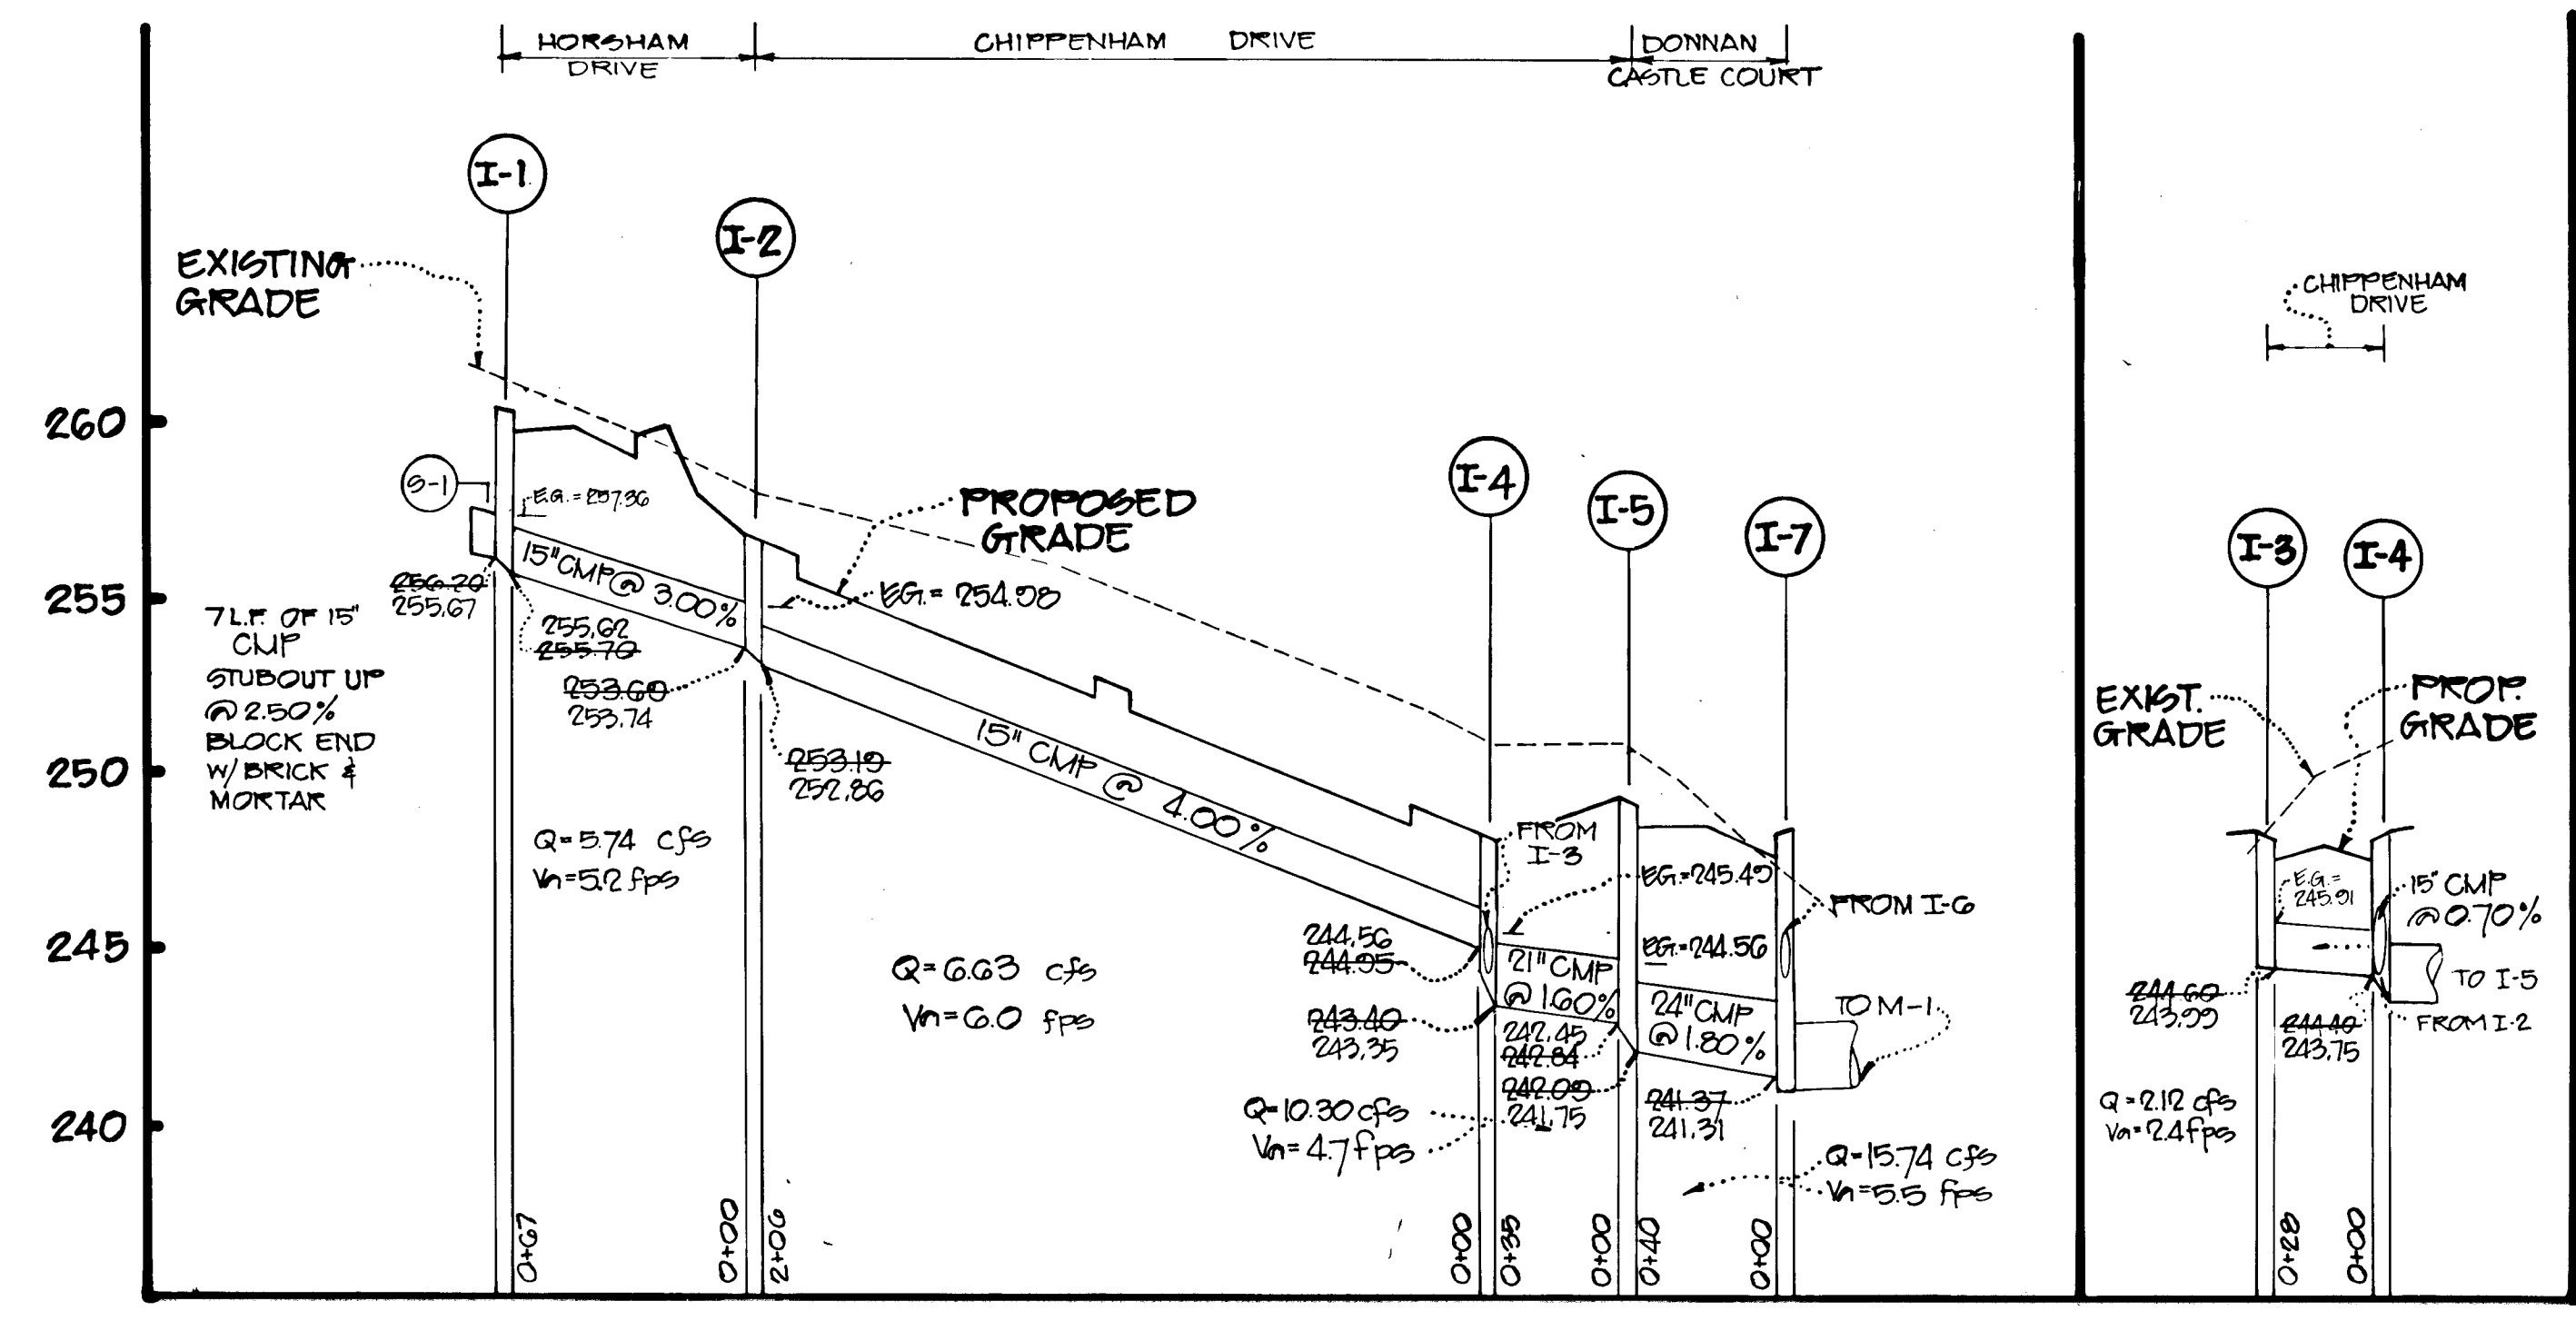 HORSHAM
DRIVE
CHIPPENHAM DRIVE
DONNAN
CASTLE COURT
I-1
I-2
EXISTING
GRADE
CHIPPENHAM
DRIVE
260
S-1
E.G. = 257.36
PROPOSED
GRADE
I-4
I-5
I-7
I-3
I-4
15" CMP @ 3.00%
EG. = 254.98
256.20
255.67
255
7 L.F. OF 15"
CMP
STUBOUT UP
@ 2.50%
BLOCK END
W/ BRICK &
MORTAR
255.62
255.70
253.60
253.74
253.19
252.86
15" CMP @ 4.00%
250
EXIST.
GRADE
PROP.
GRADE
Q=5.74 cfs
Vn=5.2 fps
FROM
I-3
EG.=245.49
FROM I-6
E.G.=
245.91
15" CMP
@ 0.70%
245
244.56
244.95
21" CMP
@ 1.60%
EG.=244.56
Q=6.63 cfs
Vn=6.0 fps
243.40
243.35
242.45
242.84
24" CMP
@ 1.80%
TO M-1
244.60
243.99
244.40
243.75
TO I-5
FROM I-2
242.09
241.75
241.37
241.31
240
Q=10.30 cfs
Vn=4.7 fps
Q=15.74 cfs
Vn=5.5 fps
Q=2.12 cfs
Vn=2.4 fps
0+67
0+00
2+06
0+00
0+35
0+00
0+40
0+00
0+28
0+00